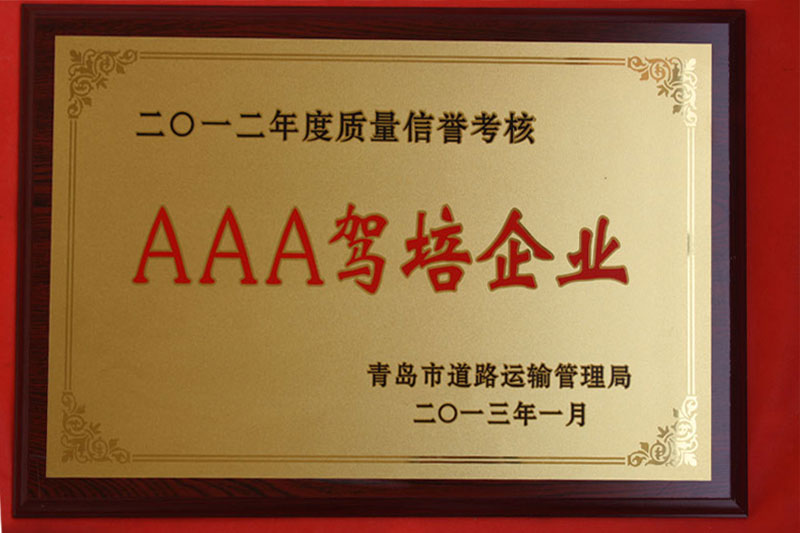 二〇一二年度质量信誉考核
AAA驾培企业
青岛市道路运输管理局
二〇一三年一月